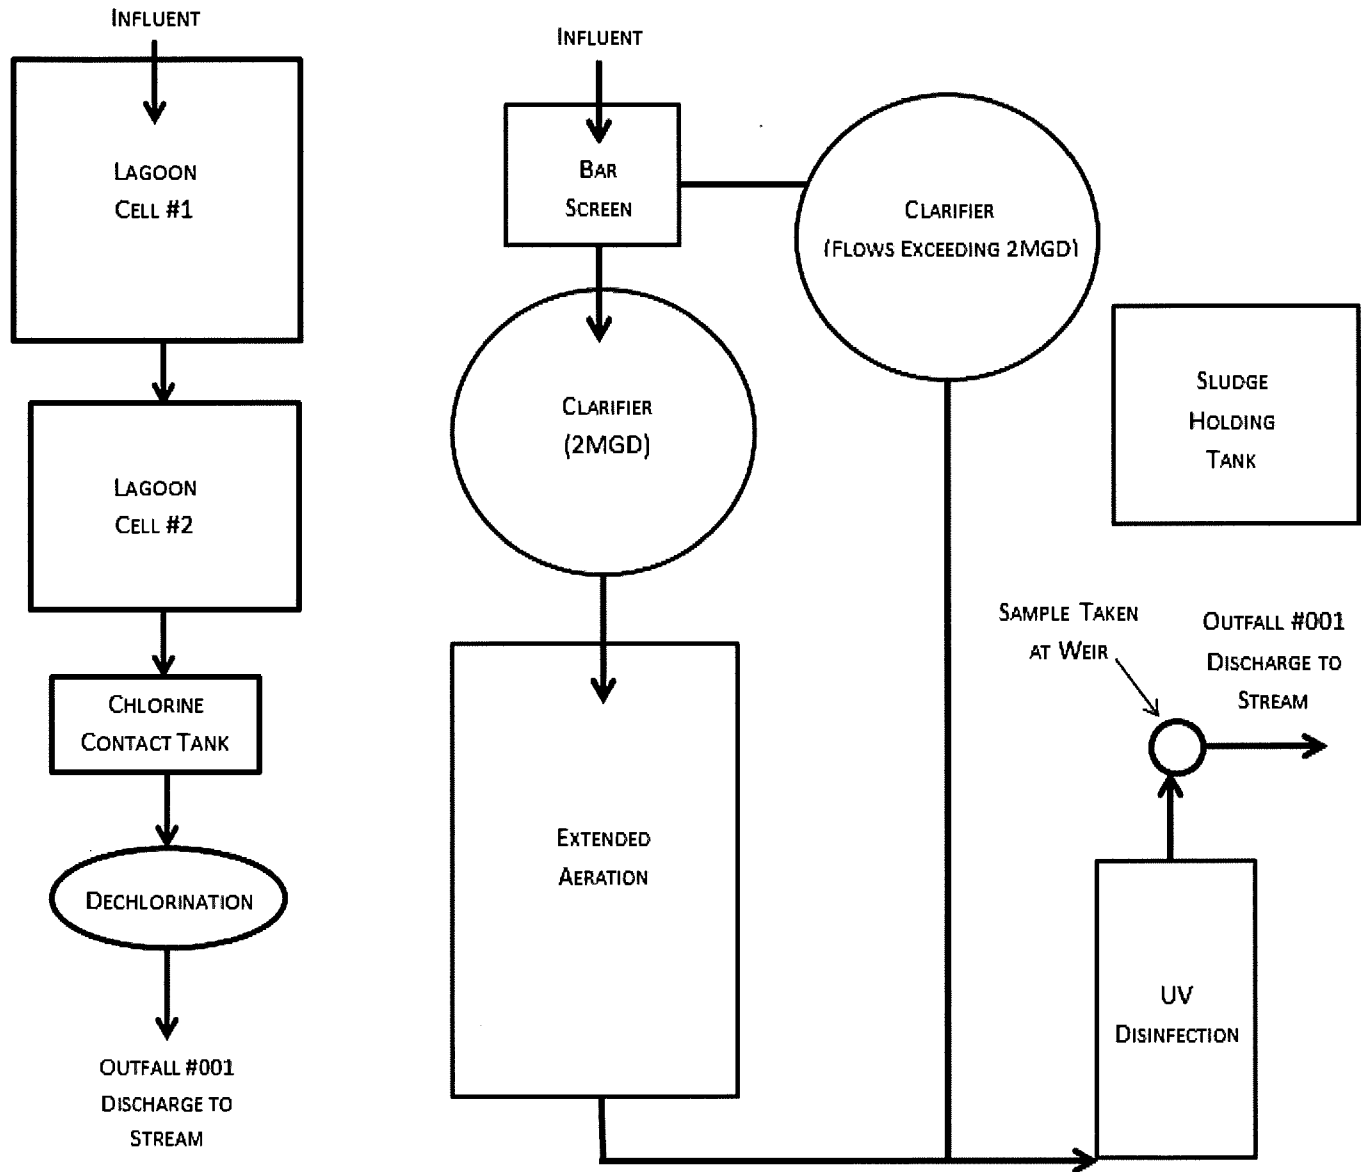 INFLUENT
LAGOON
CELL #1
LAGOON
CELL #2
CHLORINE
CONTACT TANK
DECHLORINATION
OUTFALL #001
DISCHARGE TO
STREAM
INFLUENT
BAR
SCREEN
CLARIFIER
(FLOWS EXCEEDING 2MGD)
CLARIFIER
(2MGD)
EXTENDED
AERATION
SLUDGE
HOLDING
TANK
SAMPLE TAKEN
AT WEIR
OUTFALL #001
DISCHARGE TO
STREAM
UV
DISINFECTION